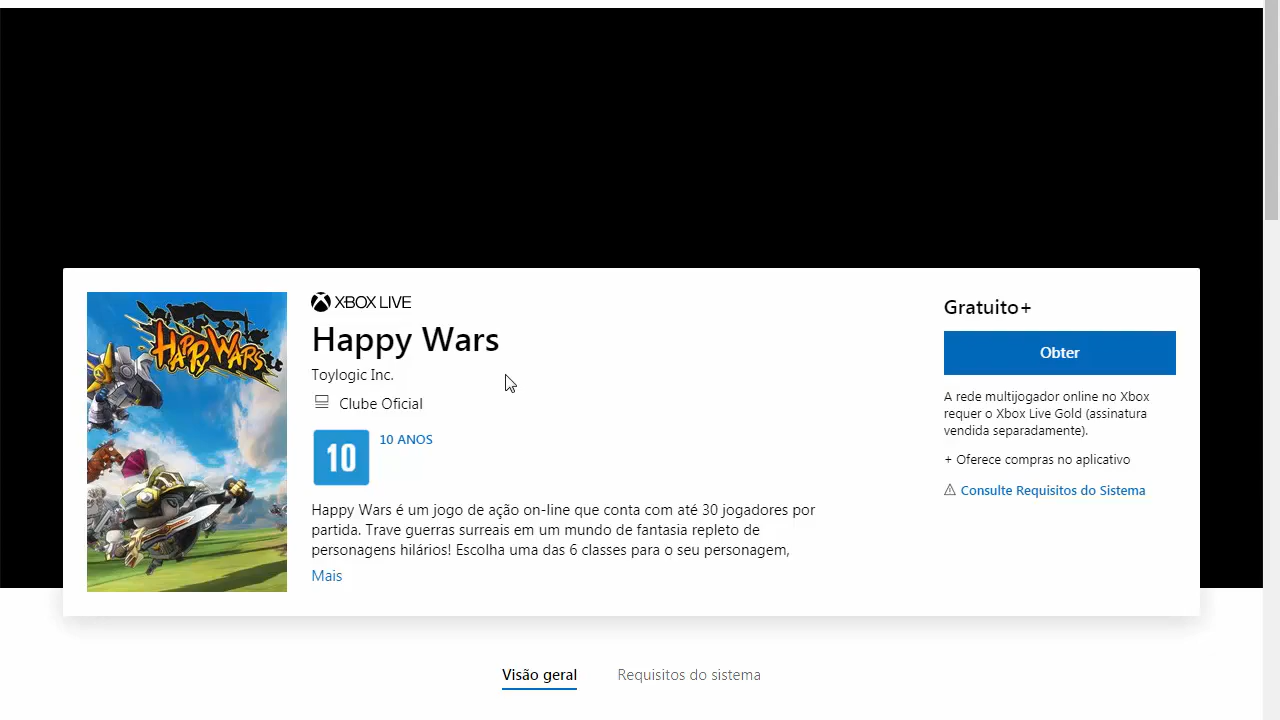 XBOX LIVE
Happy Wars
Toylogic Inc.
Clube Oficial
10
10 ANOS
Happy Wars é um jogo de ação on-line que conta com até 30 jogadores por
partida. Trave guerras surreais em um mundo de fantasia repleto de
personagens hilários! Escolha uma das 6 classes para o seu personagem,
Mais
HAPPY WARS
Gratuito+
Obter
A rede multijogador online no Xbox
requer o Xbox Live Gold (assinatura
vendida separadamente).
+ Oferece compras no aplicativo
Consulte Requisitos do Sistema
Visão geral
Requisitos do sistema